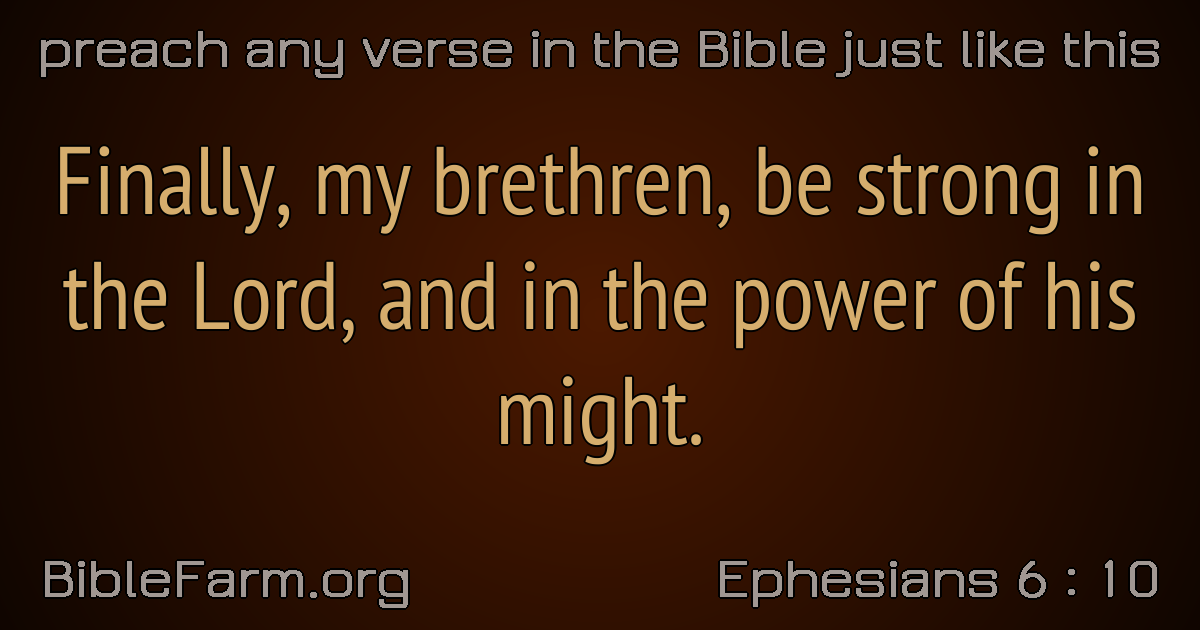 preach any verse in the Bible just like this
Finally, my brethren, be strong in
the Lord, and in the power of his
might.
BibleFarm.org
Ephesians 6 : 10